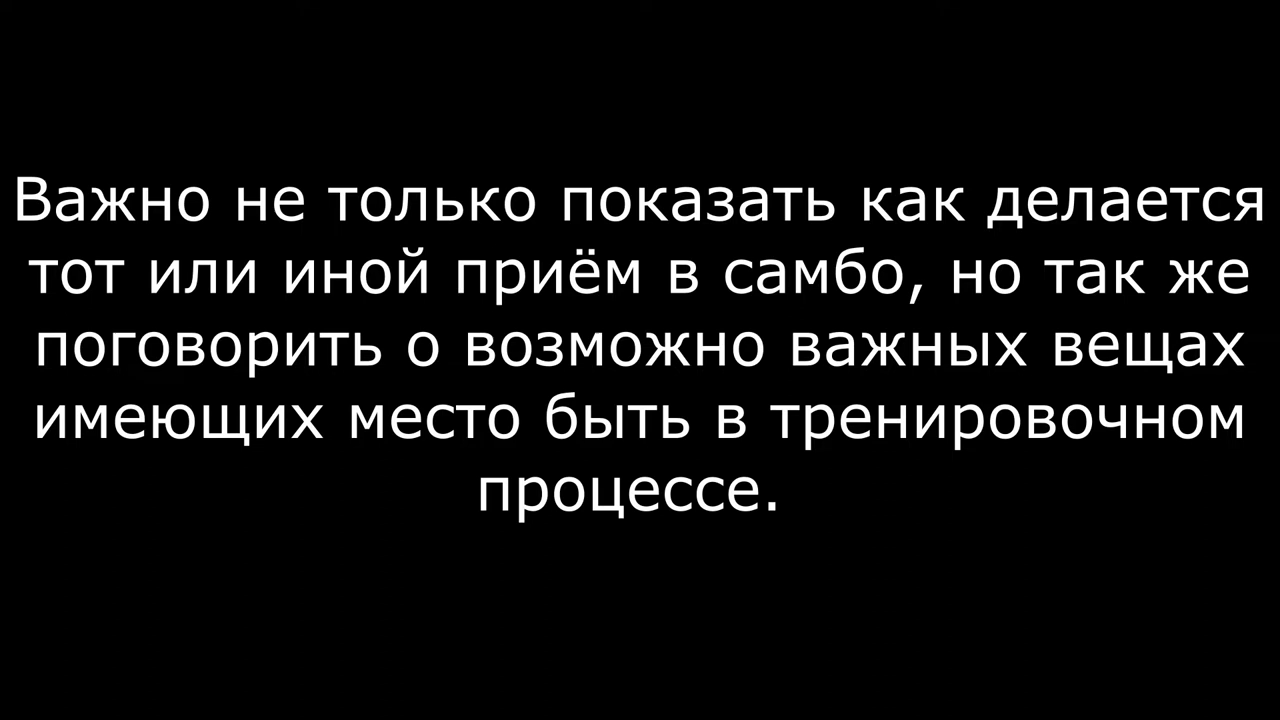 Важно не только показать как делается
тот или иной приём в самбо, но так же
поговорить о возможно важных вещах
имеющих место быть в тренировочном
процессе.